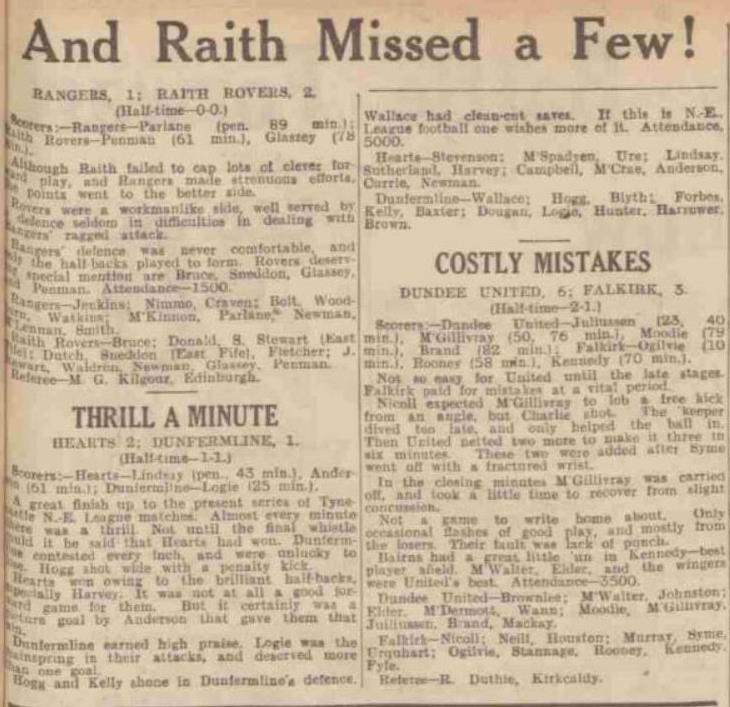 And Raith Missed a Few!
RANGERS, 1; RAITH ROVERS, 2.
(Half-time—0-0.)
Scorers:—Rangers—Parlane (pen. 89 min.);
Raith Rovers—Penman (61 min.), Glassey (78
min.).
Although Raith failed to cap lots of clever for-
ward play, and Rangers made strenuous efforts,
points went to the better side.
Rovers were a workmanlike side, well served by
defence seldom in difficulties in dealing with
Rangers' ragged attack.
Rangers' defence was never comfortable, and
the half-backs played to form. Rovers deserv-
special mention are Bruce, Sneddon, Glassey,
Penman. Attendance—1500.
Rangers—Jenkins; Nimmo, Craven; Bolt, Wood-
Watkins; M'Kinnon, Parlane, Newman,
Smith.
Raith Rovers—Bruce; Donald, S. Stewart (East
Fife); Dutch, Sneddon (East Fife), Fletcher; J.
Stewart, Waldron, Newman, Glassey, Penman.
Referee—M. G. Kilgour, Edinburgh.
THRILL A MINUTE
HEARTS 2; DUNFERMLINE, 1.
(Half-time—1-1.)
Scorers:—Hearts—Lindsay (pen., 43 min.), Ander-
(61 min.); Dunfermline—Logie (25 min.).
A great finish up to the present series of Tyne-
castle N.-E. League matches. Almost every minute
there was a thrill. Not until the final whistle
could it be said that Hearts had won. Dunferm-
line contested every inch, and were unlucky to
lose. Hogg shot wide with a penalty kick.
Hearts won owing to the brilliant half-backs,
especially Harvey. It was not at all a good for-
ward game for them. But it certainly was a
goal by Anderson that gave them that
Dunfermline earned high praise. Logie was the
mainspring in their attacks, and deserved more
than one goal.
Hogg and Kelly shone in Dunfermline's defence.
Wallace had clean-cut saves. If this is N.-E.
League football one wishes more of it. Attendance,
5000.
Hearts—Stevenson; M'Spadyen, Ure; Lindsay,
Sutherland, Harvey; Campbell, M'Crae, Anderson,
Currie, Newman.
Dunfermline—Wallace; Hogg, Blyth; Forbes,
Kelly, Baxter; Dougan, Logie, Hunter, Harrower,
Brown.
COSTLY MISTAKES
DUNDEE UNITED, 6; FALKIRK, 3.
(Half-time—2-1.)
Scorers:—Dundee United—Juliussen (23, 40
min.), M'Gillivray (50, 76 min.), Moodie (79
min.), Brand (82 min.); Falkirk—Ogilvie (10
min.), Rooney (58 min.), Kennedy (70 min.).
Not so easy for United until the late stages.
Falkirk paid for mistakes at a vital period.
Nicoll expected M'Gillivray to lob a free kick
from an angle, but Charlie shot. The keeper
dived too late, and only helped the ball in.
Then United netted two more to make it three in
six minutes. These two were added after Syme
went off with a fractured wrist.
In the closing minutes M'Gillivray was carried
off, and took a little time to recover from slight
concussion.
Not a game to write home about. Only
occasional flashes of good play, and mostly from
the losers. Their fault was lack of punch.
Bairns had a great little 'un in Kennedy—best
player afield. M'Walter, Elder, and the wingers
were United's best. Attendance—3500.
Dundee United—Brownlee; M'Walter, Johnston;
Elder, M'Dermott, Wann; Moodie, M'Gillivray,
Juliussen, Brand, Mackay.
Falkirk—Nicoll; Neill, Houston; Murray, Syme,
Urquhart; Ogilvie, Stannage, Rooney, Kennedy,
Fyfe.
Referee—R. Duthie, Kirkcaldy.